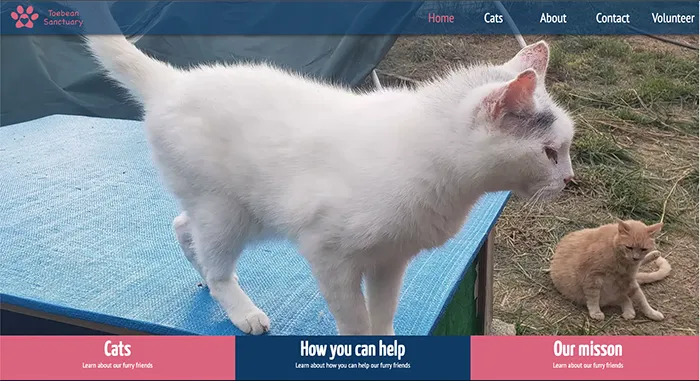 Toebean
Sanctuary
Home Cats About Contact Volunteer
Cats
Learn about our furry friends
How you can help
Learn about how you can help our furry friends
Our misson
Learn about our furry friends